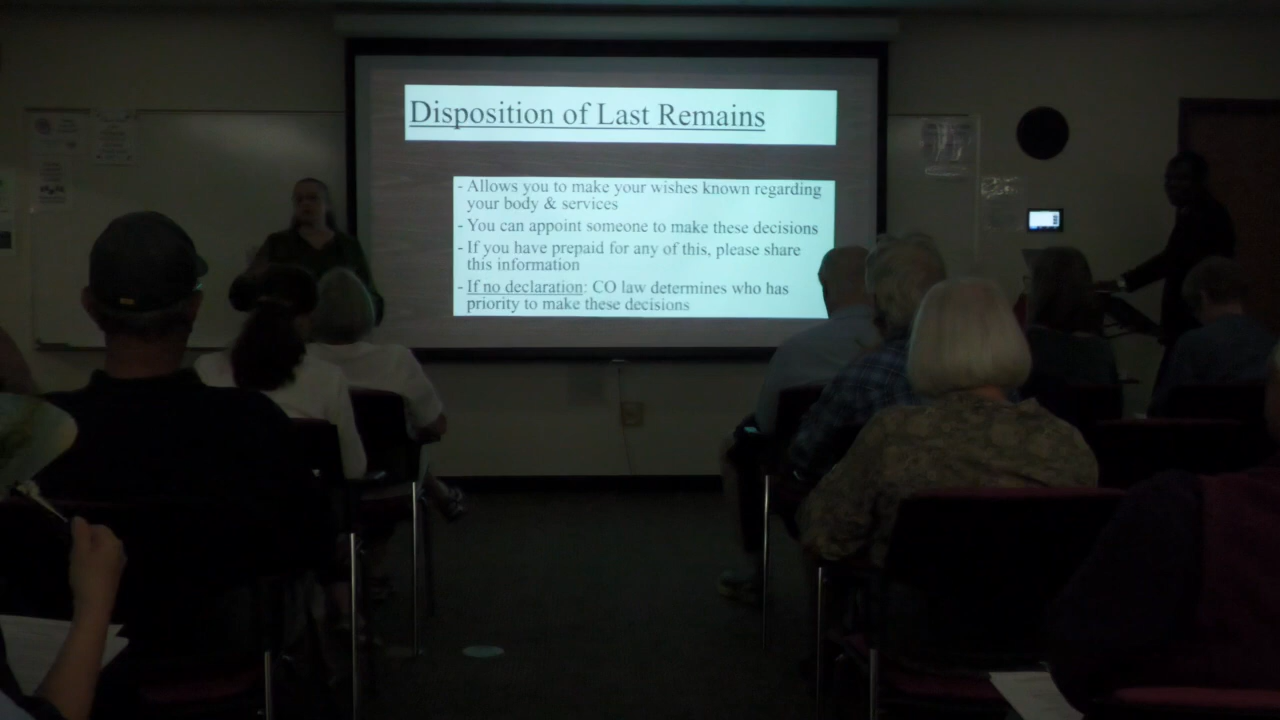 Disposition of Last Remains
- Allows you to make your wishes known regarding
your body & services
- You can appoint someone to make these decisions
- If you have prepaid for any of this, please share
this information
- If no declaration: CO law determines who has
priority to make these decisions